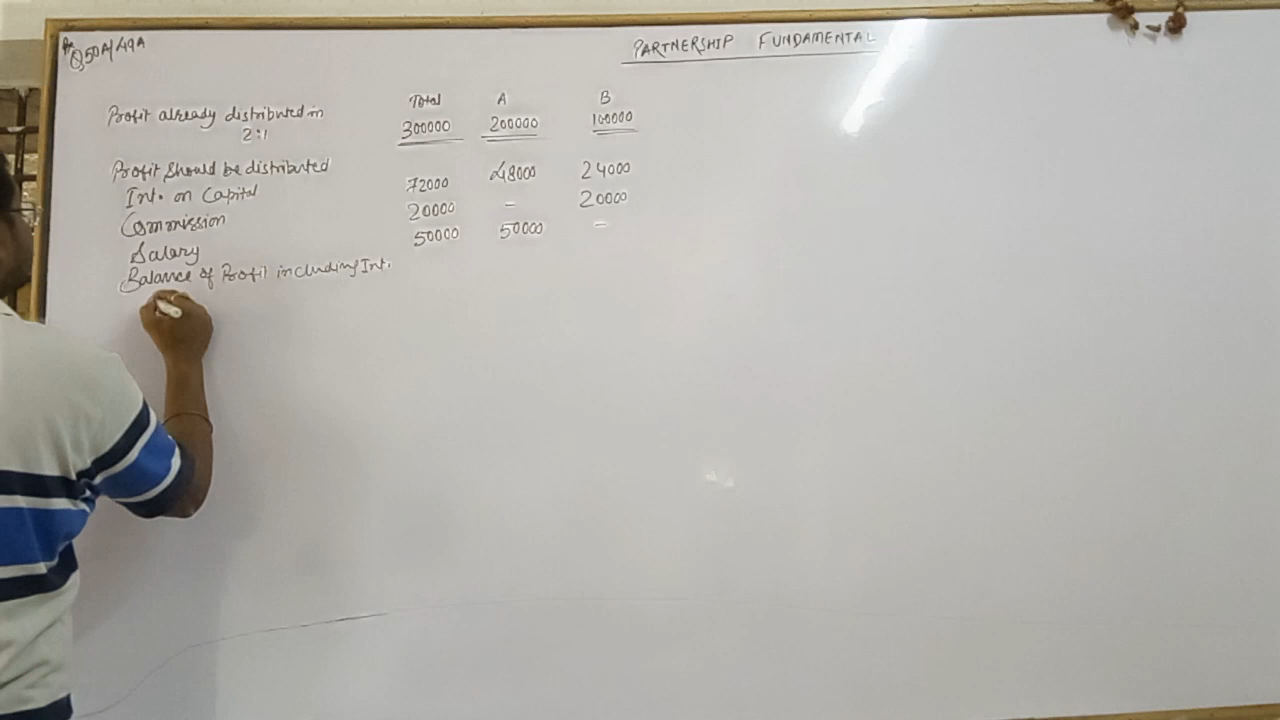 Q50A/49A
PARTNERSHIP FUNDAMENTAL
Total A B
Profit already distributed in 300000 200000 100000
2:1
Profit should be distributed
Int. on Capital 72000 48000 24000
Commission 20000 – 20000
Salary 50000 50000 –
Balance of Profit including Int.